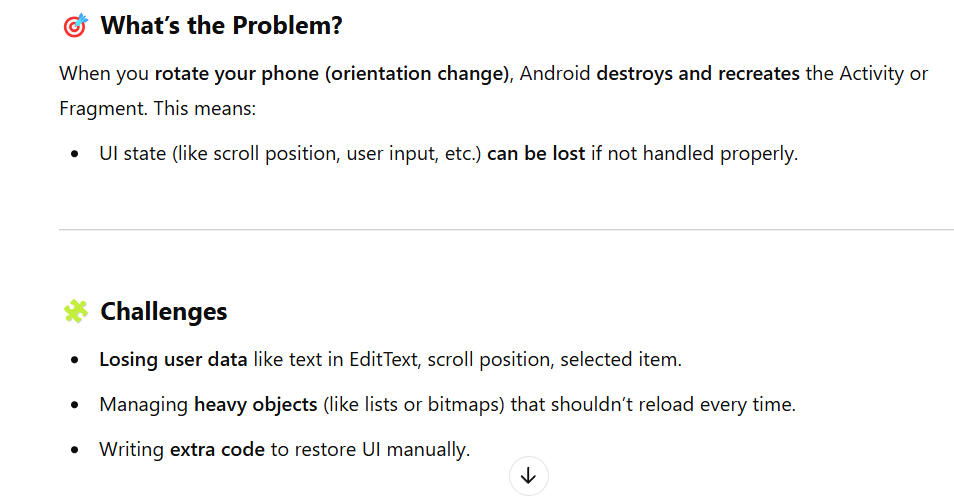 🎯 What’s the Problem?
When you rotate your phone (orientation change), Android destroys and recreates the Activity or
Fragment. This means:
• UI state (like scroll position, user input, etc.) can be lost if not handled properly.
🧩 Challenges
• Losing user data like text in EditText, scroll position, selected item.
• Managing heavy objects (like lists or bitmaps) that shouldn’t reload every time.
• Writing extra code to restore UI manually.